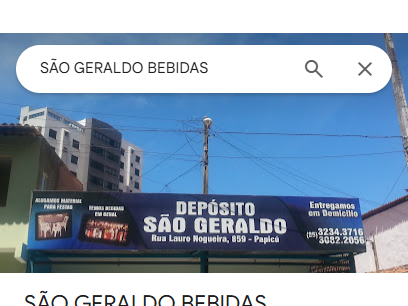 SÃO GERALDO BEBIDAS
ALUGAMOS MATERIAL
PARA FESTAS
TEMOS BEBIDAS
EM GERAL
DEPÓSITO
SÃO GERALDO
Rua Lauro Nogueira, 859 - Papicú
Entregamos
em Domicílio
(85) 3234.3716
3082.2056
SÃO GERALDO BEBIDAS